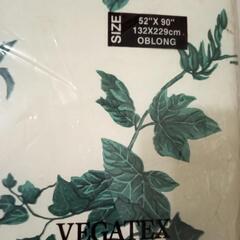 SIZE
52"X 90"
132X229cm
OBLONG
VEGATEX